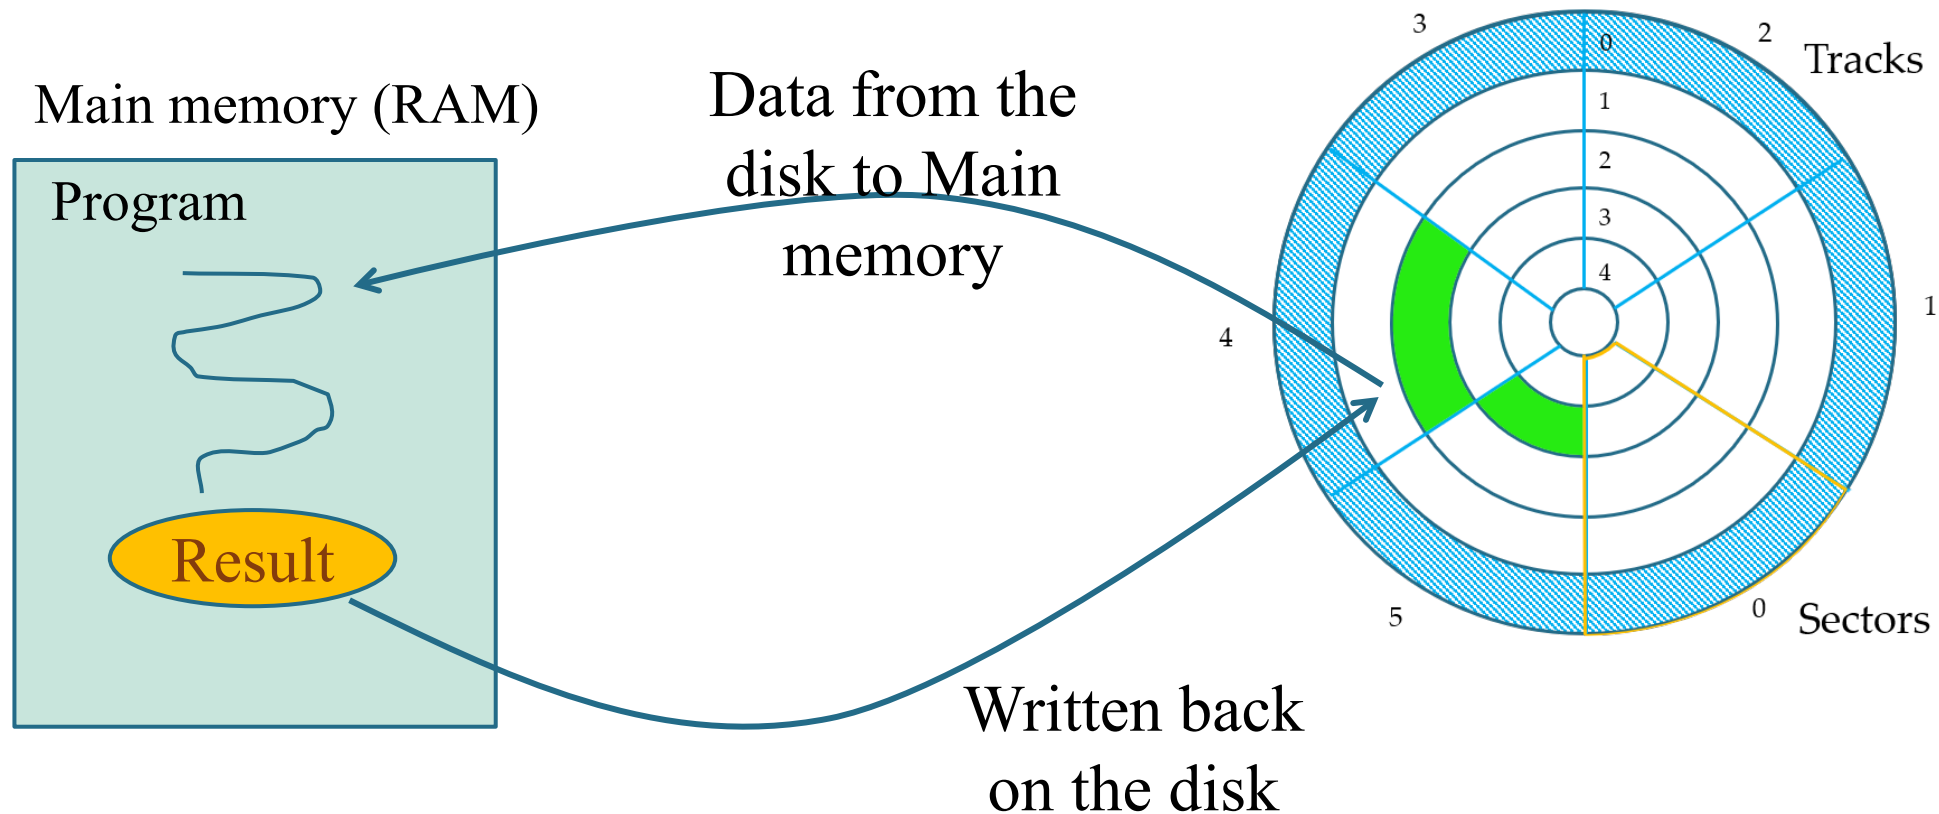 Main memory (RAM)
Program
Result
Data from the
disk to Main
memory
Written back
on the disk
3
2
Tracks
0
1
2
3
4
4
1
5
0
Sectors